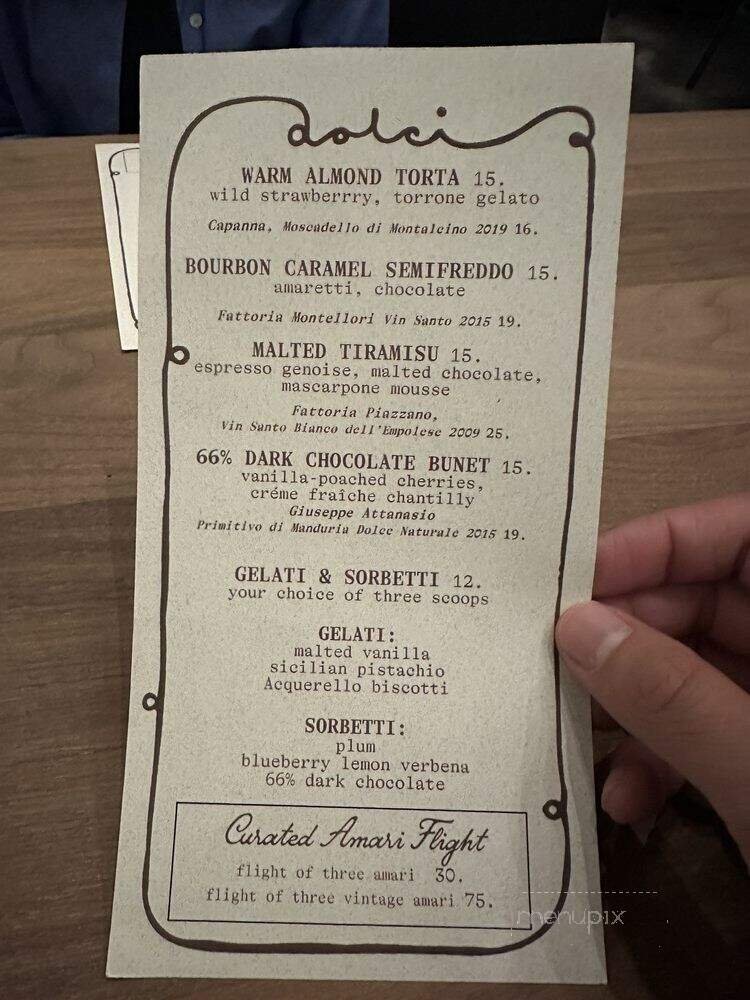 dolci
WARM ALMOND TORTA 15.
wild strawberrry, torrone gelato
Capanna, Moscadello di Montalcino 2019 16.
BOURBON CARAMEL SEMIFREDDO 15.
amaretti, chocolate
Fattoria Montellori Vin Santo 2015 19.
MALTED TIRAMISU 15.
espresso genoise, malted chocolate,
mascarpone mousse
Fattoria Piazzano,
Vin Santo Bianco dell'Empolese 2009 25.
66% DARK CHOCOLATE BUNET 15.
vanilla-poached cherries,
créme fraîche chantilly
Giuseppe Attanasio
Primitivo di Manduria Dolce Naturale 2015 19.
GELATI & SORBETTI 12.
your choice of three scoops
GELATI:
malted vanilla
sicilian pistachio
Acquerello biscotti
SORBETTI:
plum
blueberry lemon verbena
66% dark chocolate
Curated Amari Flight
flight of three amari 30.
flight of three vintage amari 75.
menupix